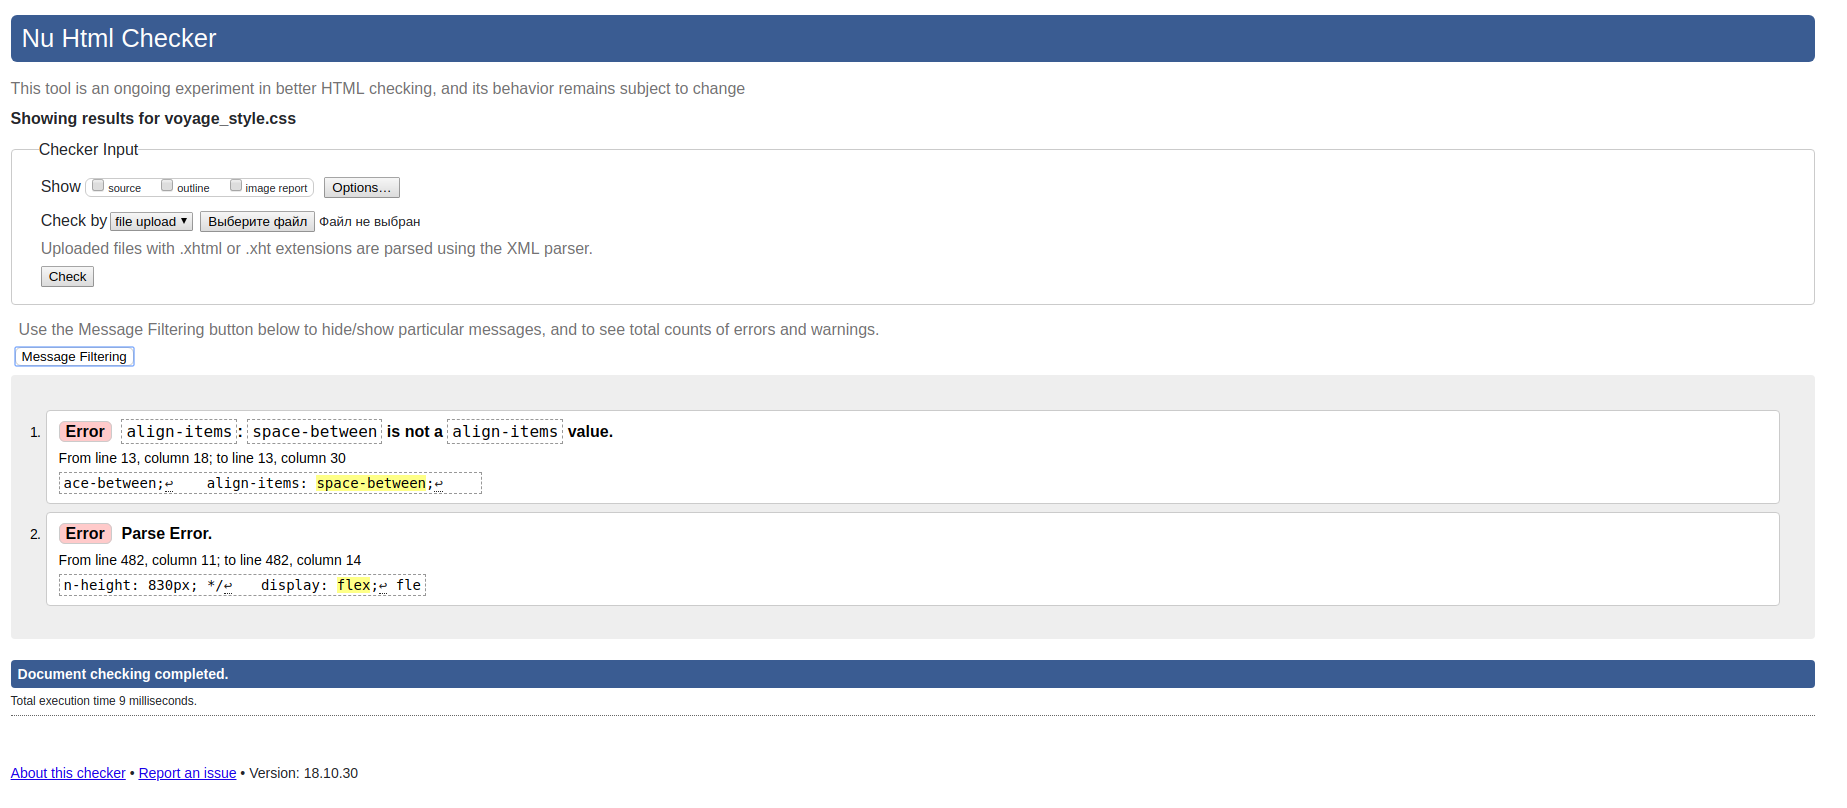 Nu Html Checker
This tool is an ongoing experiment in better HTML checking, and its behavior remains subject to change
Showing results for voyage_style.css
Checker Input
Show source outline image report Options...
Check by file upload Выберите файл Файл не выбран
Uploaded files with .xhtml or .xht extensions are parsed using the XML parser.
Check
Use the Message Filtering button below to hide/show particular messages, and to see total counts of errors and warnings.
Message Filtering
1. Error align-items: space-between is not a align-items value.
From line 13, column 18; to line 13, column 30
ace-between;↩ align-items: space-between;↩
2. Error Parse Error.
From line 482, column 11; to line 482, column 14
n-height: 830px; */↩ display: flex;↩ fle
Document checking completed.
Total execution time 9 milliseconds.
About this checker • Report an issue • Version: 18.10.30